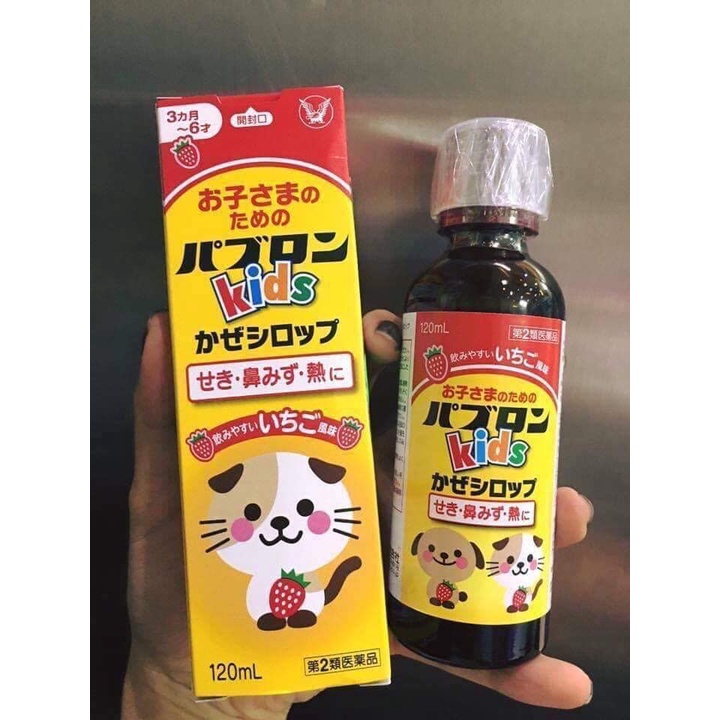 3カ月
～6才
開封口
お子さまの
ための
パブロン
kids
かぜシロップ
せき・鼻みず・熱に
飲みやすいいちご風味
120mL
第2類医薬品
120mL
第2類医薬品
飲みやすいいちご風味
お子さまのための
パブロン
kids
かぜシロップ
せき・鼻みず・熱に